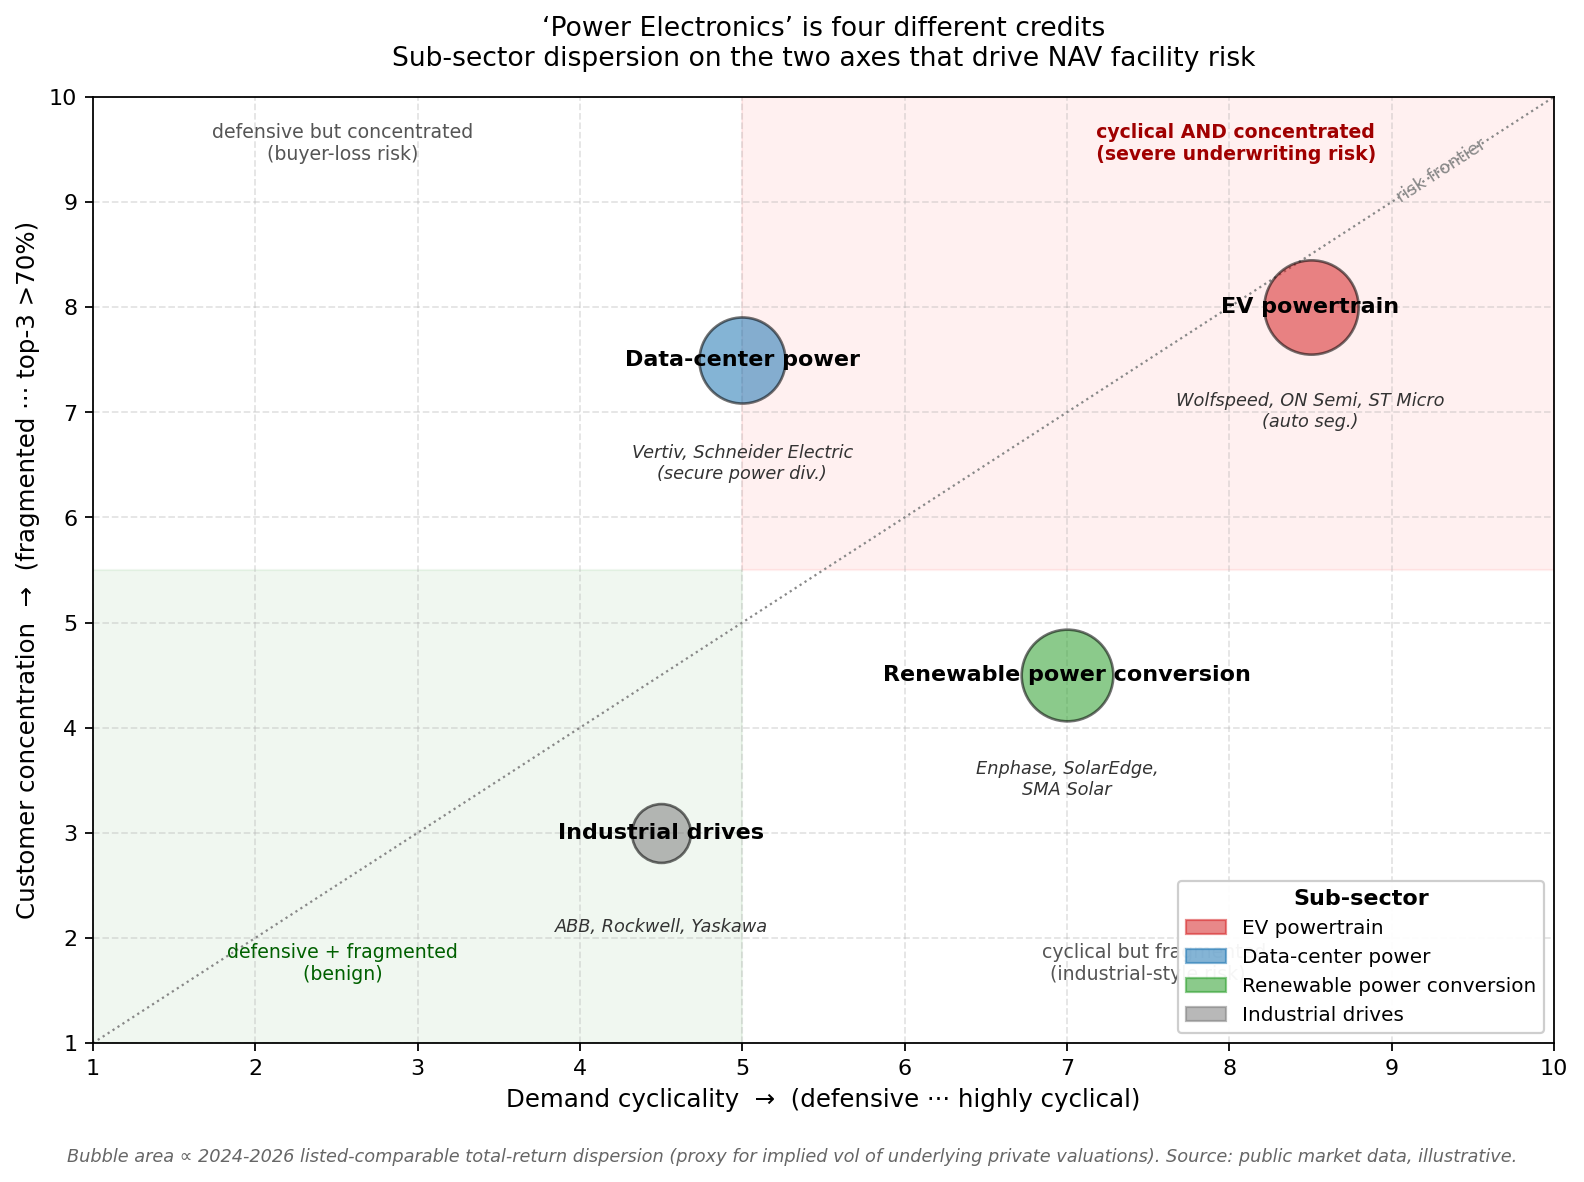 ‘Power Electronics’ is four different credits
Sub-sector dispersion on the two axes that drive NAV facility risk
Customer concentration → (fragmented ··· top-3 >70%)
10
9
8
7
6
5
4
3
2
1
defensive but concentrated
(buyer-loss risk)
cyclical AND concentrated
(severe underwriting risk)
risk frontier
EV powertrain
Wolfspeed, ON Semi, ST Micro
(auto seg.)
Data-center power
Vertiv, Schneider Electric
(secure power div.)
Renewable power conversion
Enphase, SolarEdge,
SMA Solar
Industrial drives
ABB, Rockwell, Yaskawa
defensive + fragmented
(benign)
cyclical but
Sub-sector
EV powertrain
Data-center power
Renewable power conversion
Industrial drives
1 2 3 4 5 6 7 8 9 10
Demand cyclicality → (defensive ··· highly cyclical)
Bubble area ∝ 2024-2026 listed-comparable total-return dispersion (proxy for implied vol of underlying private valuations). Source: public market data, illustrative.